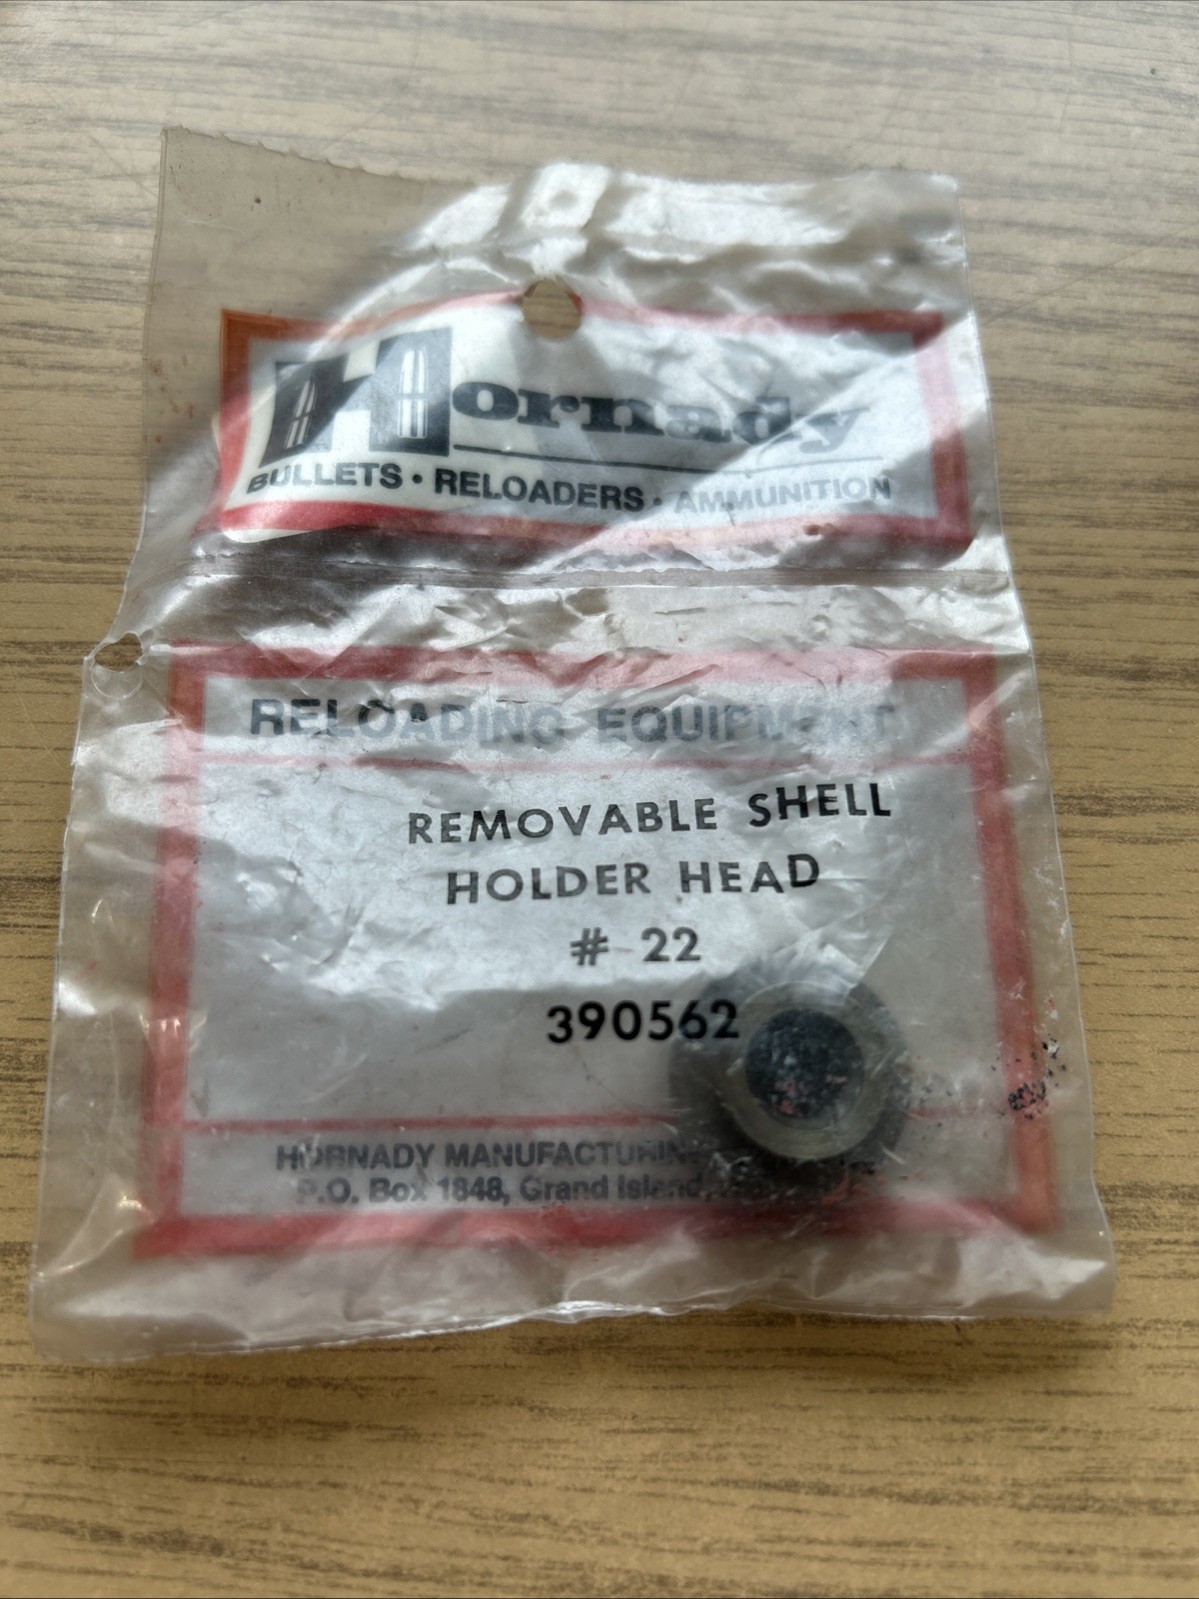 Hornady
BULLETS • RELOADERS • AMMUNITION
RELOADING EQUIPMENT
REMOVABLE SHELL
HOLDER HEAD
# 22
390562
HORNADY MANUFACTURING
P.O. Box 1848, Grand Island,